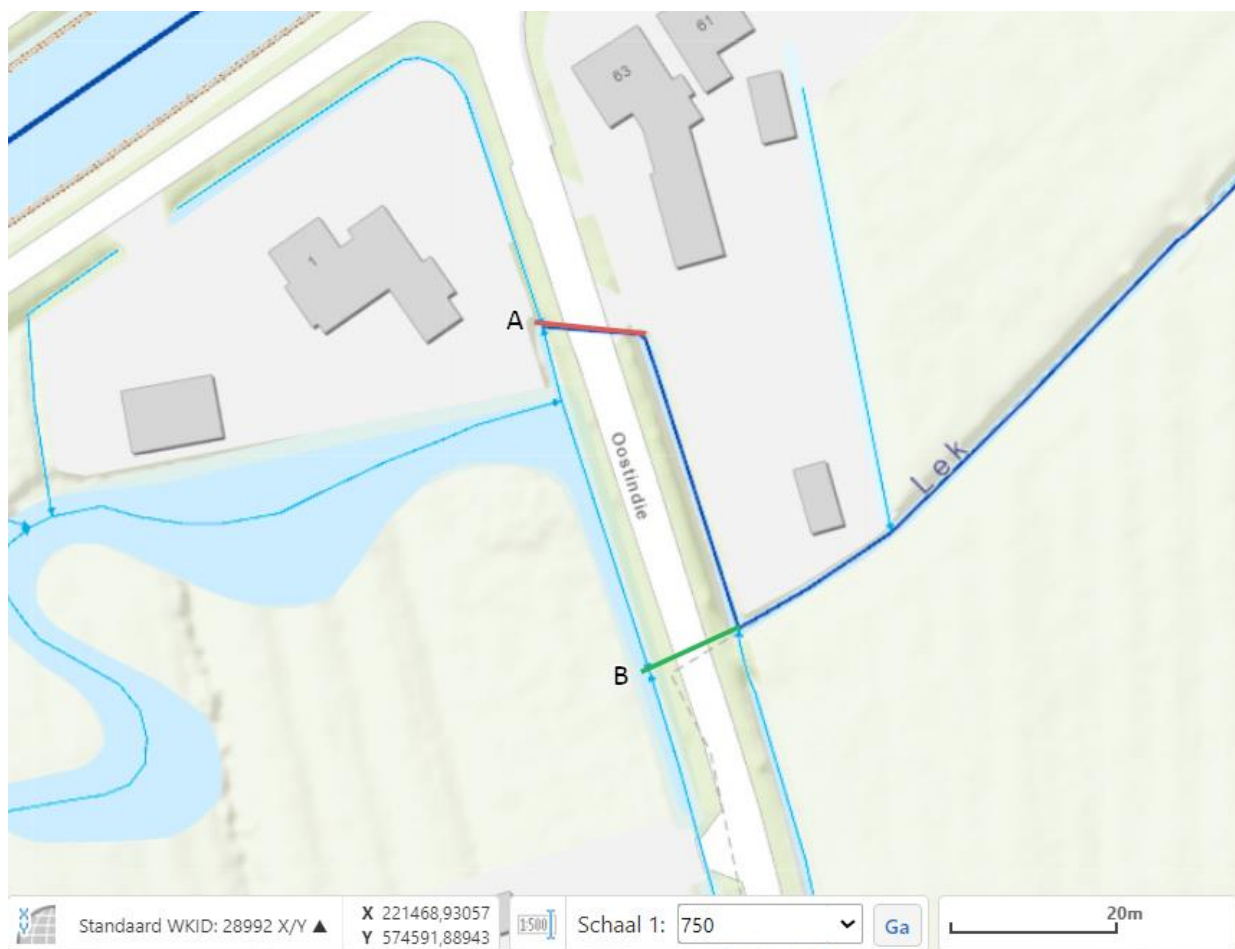 61
63
1
A
Oostindie
Lek
B
Standaard WKID: 28992 X/Y ▲
X 221468,93057
Y 574591,88943
1:500
Schaal 1: 750
Ga
20m